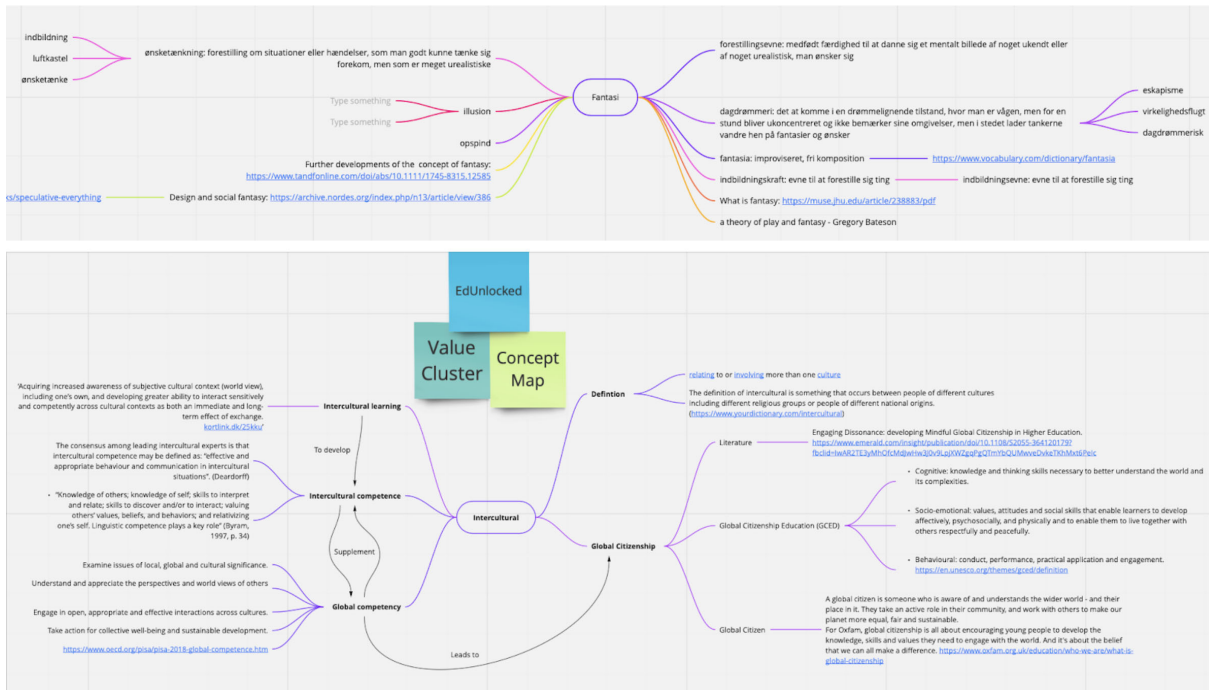 indbildning
luftkastel
ønsketænke
ønsketænkning: forestilling om situationer eller hændelser, som man godt kunne tænke sig
forekom, men som er meget urealistiske
Type something
Type something
illusion
opspind
Further developments of the concept of fantasy:
https://www.tandfonline.com/doi/abs/10.1111/1745-8315.12585
ks/speculative-everything
Design and social fantasy: https://archive.nordes.org/index.php/n13/article/view/386
Fantasi
forestillingsevne: medfødt færdighed til at danne sig et mentalt billede af noget ukendt eller
af noget urealistisk, man ønsker sig
dagdrømmeri: det at komme i en drømmelignende tilstand, hvor man er vågen, men for en
stund bliver ukoncentreret og ikke bemærker sine omgivelser, men i stedet lader tankerne
vandre hen på fantasier og ønsker
eskapisme
virkelighedsflugt
dagdrømmerisk
fantasia: improviseret, fri komposition
https://www.vocabulary.com/dictionary/fantasia
indbildningskraft: evne til at forestille sig ting
indbildningsevne: evne til at forestille sig ting
What is fantasy: https://muse.jhu.edu/article/238883/pdf
a theory of play and fantasy - Gregory Bateson
EdUnlocked
Value
Cluster
Concept
Map
'Acquiring increased awareness of subjective cultural context (world view),
including one's own, and developing greater ability to interact sensitively
and competently across cultural contexts as both an immediate and long-
term effect of exchange.
kortlink.dk/25kku'
Intercultural learning
To develop
The consensus among leading intercultural experts is that
intercultural competence may be defined as: "effective and
appropriate behaviour and communication in intercultural
situations". (Deardorff)
• "Knowledge of others; knowledge of self; skills to interpret
and relate; skills to discover and/or to interact; valuing
others' values, beliefs, and behaviors; and relativizing
one's self. Linguistic competence plays a key role" (Byram,
1997, p. 34)
Intercultural competence
Supplement
Examine issues of local, global and cultural significance.
Understand and appreciate the perspectives and world views of others
Engage in open, appropriate and effective interactions across cultures.
Take action for collective well-being and sustainable development.
https://www.oecd.org/pisa/pisa-2018-global-competence.htm
Global competency
Leads to
Intercultural
Defintion
relating to or involving more than one culture
The definition of intercultural is something that occurs between people of different cultures
including different religious groups or people of different national origins.
(https://www.yourdictionary.com/intercultural)
Global Citizenship
Literature
Engaging Dissonance: developing Mindful Global Citizenship in Higher Education.
Global Citizenship Education (GCED)
• Cognitive: knowledge and thinking skills necessary to better understand the world and
its complexities.
• Socio-emotional: values, attitudes and social skills that enable learners to develop
affectively, psychosocially, and physically and to enable them to live together with
others respectfully and peacefully.
• Behavioural: conduct, performance, practical application and engagement.
https://en.unesco.org/themes/gced/definition
Global Citizen
A global citizen is someone who is aware of and understands the wider world - and their
place in it. They take an active role in their community, and work with others to make our
planet more equal, fair and sustainable.
For Oxfam, global citizenship is all about encouraging young people to develop the
knowledge, skills and values they need to engage with the world. And it's about the belief
that we can all make a difference. https://www.oxfam.org.uk/education/who-we-are/what-is-
global-citizenship